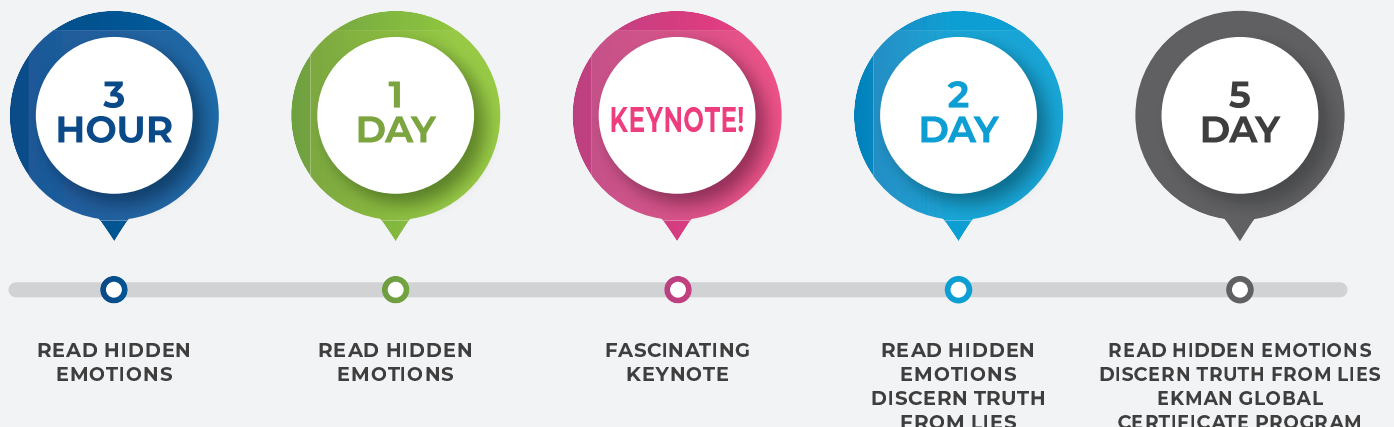 3
HOUR
1
DAY
KEYNOTE!
2
DAY
5
DAY
READ HIDDEN
EMOTIONS
READ HIDDEN
EMOTIONS
FASCINATING
KEYNOTE
READ HIDDEN
EMOTIONS
DISCERN TRUTH
FROM LIES
READ HIDDEN EMOTIONS
DISCERN TRUTH FROM LIES
EKMAN GLOBAL
CERTIFICATE PROGRAM